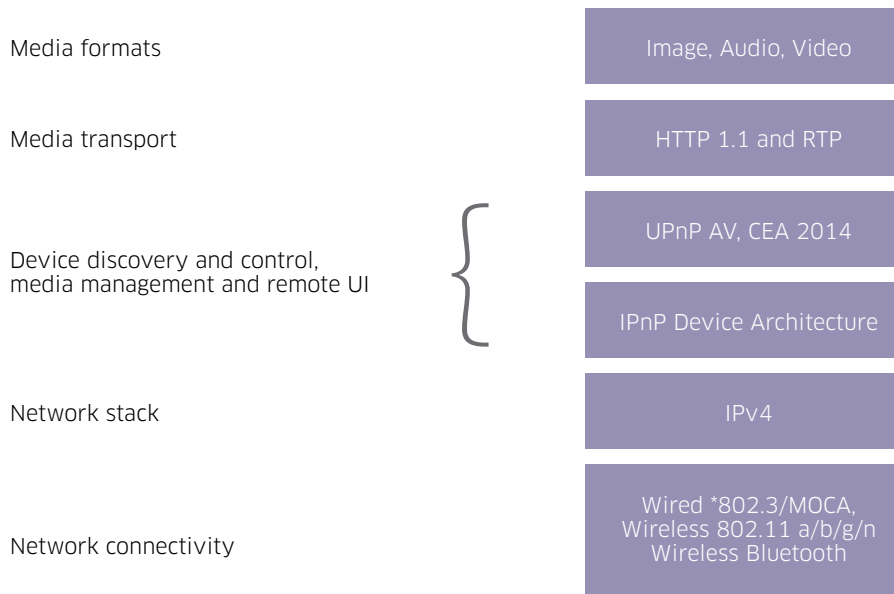 Media formats
Image, Audio, Video
Media transport
HTTP 1.1 and RTP
UPnP AV, CEA 2014
Device discovery and control,
media management and remote UI
IPnP Device Architecture
Network stack
IPv4
Network connectivity
Wired *802.3/MOCA,
Wireless 802.11 a/b/g/n
Wireless Bluetooth